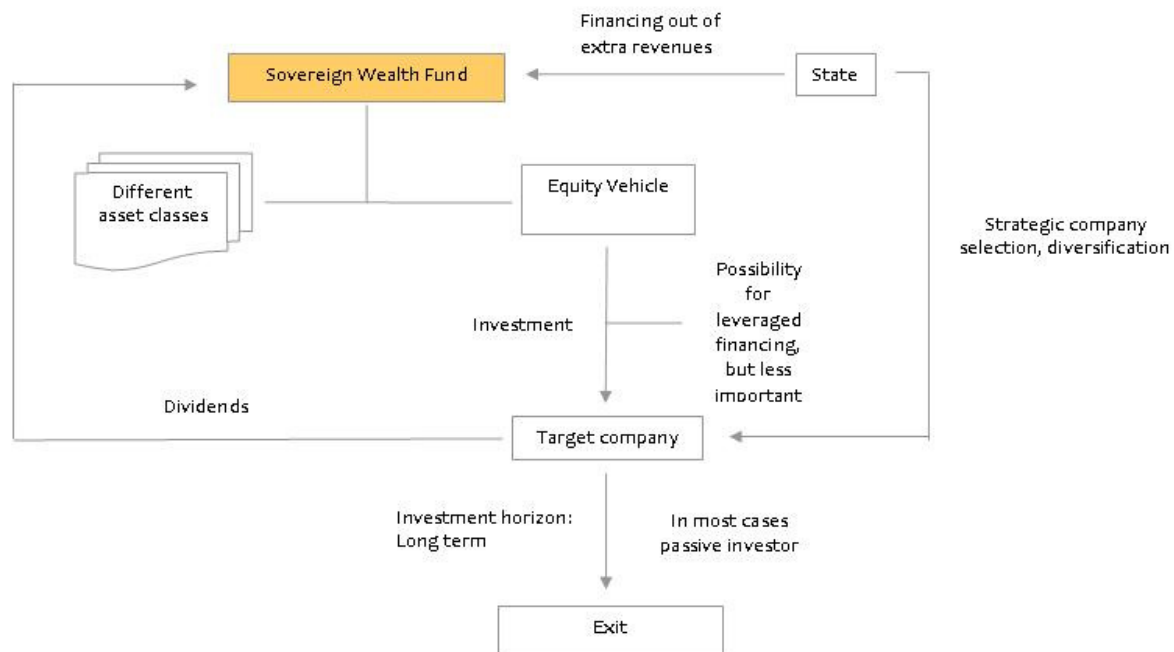 Financing out of
extra revenues
Sovereign Wealth Fund
State
Different
asset classes
Equity Vehicle
Strategic company
selection, diversification
Investment
Possibility
for
leveraged
financing,
but less
important
Dividends
Target company
Investment horizon:
Long term
In most cases
passive investor
Exit